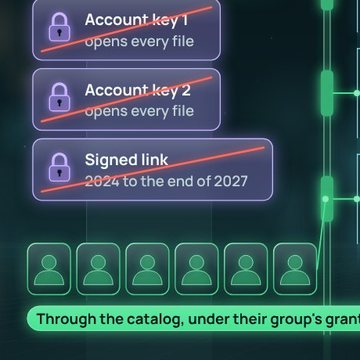 Account key 1
opens every file
Account key 2
opens every file
Signed link
2024 to the end of 2027
Through the catalog, under their group's gran